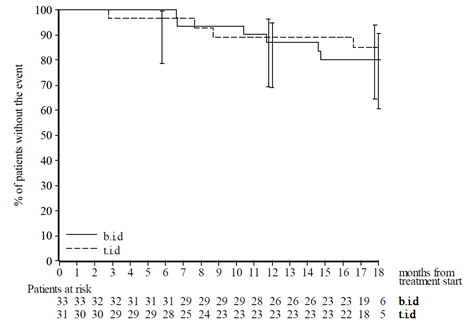 % of patients without the event
100
90
80
70
60
50
40
30
20
10
0
b.i.d
t.i.d
0 1 2 3 4 5 6 7 8 9 10 11 12 13 14 15 16 17 18
months from
treatment start
Patients at risk
33 33 32 32 31 31 31 29 29 29 29 28 26 26 26 23 23 19 6 b.i.d
31 30 30 29 29 29 28 25 24 23 23 23 23 23 23 23 22 18 5 t.i.d